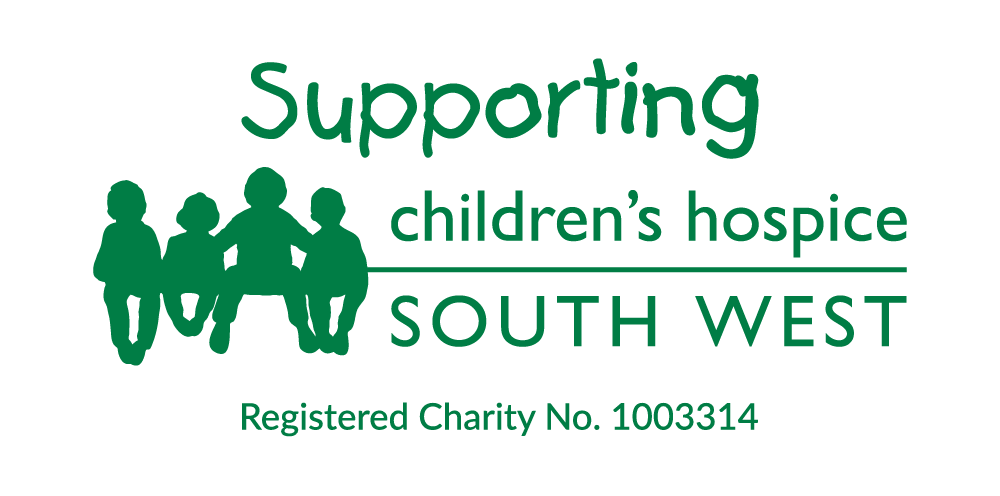 Supporting
children’s hospice
SOUTH WEST
Registered Charity No. 1003314